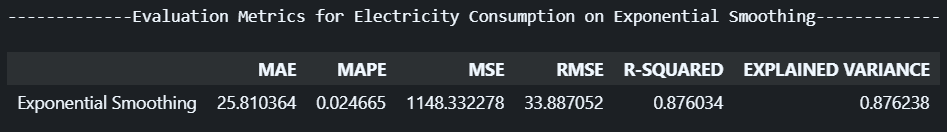 -------------Evaluation Metrics for Electricity Consumption on Exponential Smoothing-------------
MAE MAPE MSE RMSE R-SQUARED EXPLAINED VARIANCE
Exponential Smoothing 25.810364 0.024665 1148.332278 33.887052 0.876034 0.876238